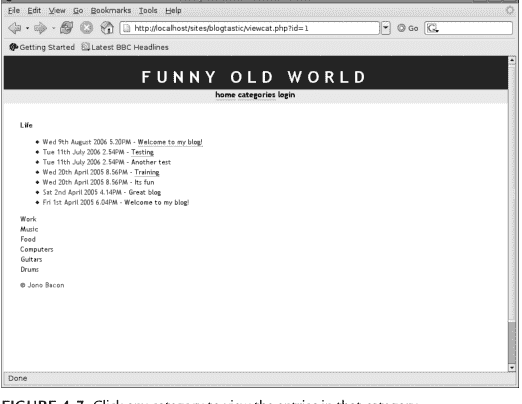 File Edit View Go Bookmarks Tools Help
http://localhost/sites/blogtastic/viewcat.php?id=1 Go
Getting Started Latest BBC Headlines
FUNNY OLD WORLD
home categories login
Life
Wed 9th August 2006 5.20PM - Welcome to my blog!
Tue 11th July 2006 2.54PM - Testing
Tue 11th July 2006 2.54PM - Another test
Wed 20th April 2005 8.56PM - Training
Wed 20th April 2005 8.56PM - Its fun
Sat 2nd April 2005 4.14PM - Great blog
Fri 1st April 2005 6.04PM - Welcome to my blog!
Work
Music
Food
Computers
Guitars
Drums
© Jono Bacon
Done
FIGURE 4-7 Click any category to view the entries in that category